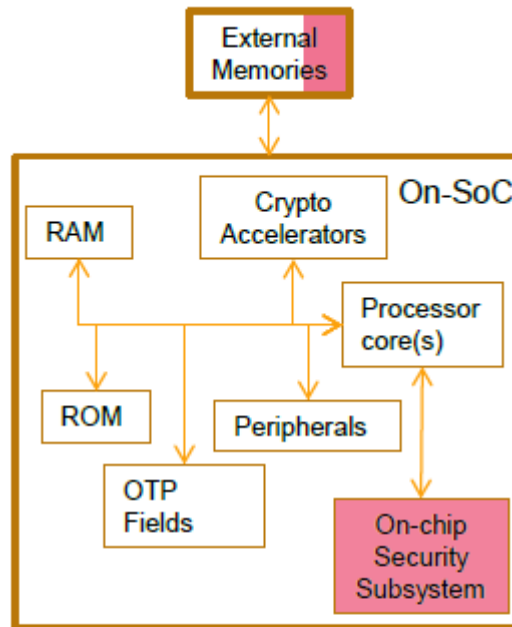 External
Memories
On-SoC
Crypto
Accelerators
RAM
Processor
core(s)
ROM
Peripherals
OTP
Fields
On-chip
Security
Subsystem